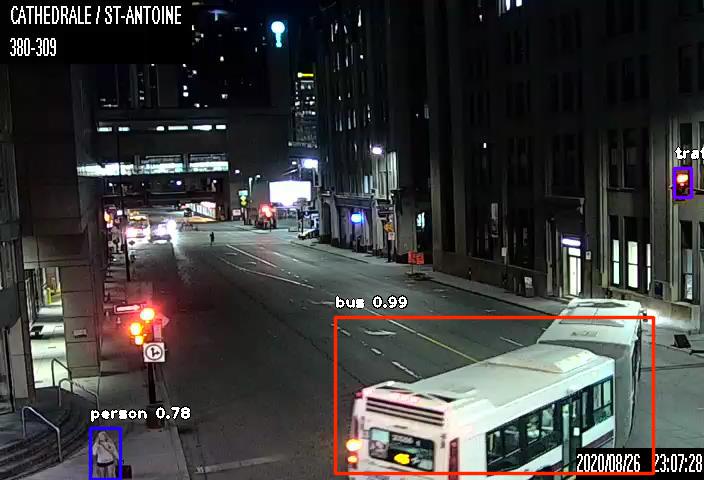 CATHEDRALE / ST-ANTOINE
380-309
traf
bus 0.99
person 0.78
2020/08/26 23:07:28